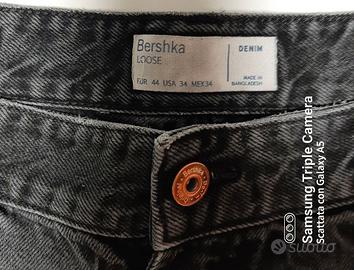 Bershka
LOOSE
DENIM
EUR 44 USA 34 MEX34
MADE IN
BANGLADESH
Bershka
Samsung Triple Camera
Scattata con Galaxy A5
subito